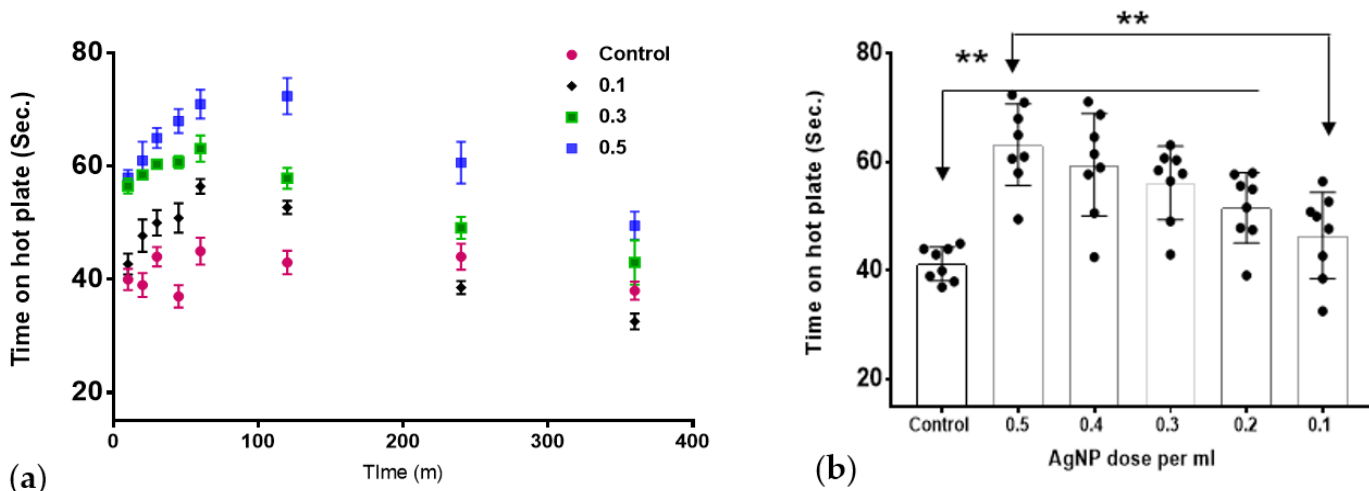 80
60
40
20
Time on hot plate (Sec.)
0
100
200
300
400
TIme (m)
Control
0.1
0.3
0.5
(a)
**
**
80
60
40
20
Time on hot plate (Sec.)
Control
0.5
0.4
0.3
0.2
0.1
AgNP dose per ml
(b)